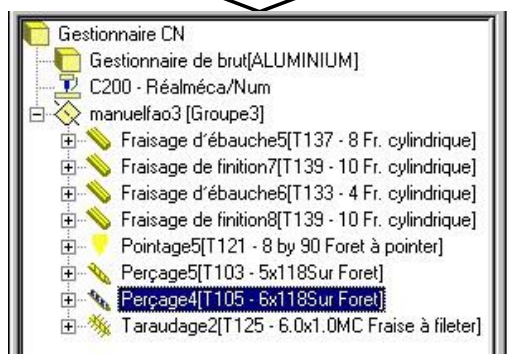 Gestionnaire CN
Gestionnaire de brut[ALUMINIUM]
C200 - Réalméca/Num
manuelfao3 [Groupe3]
Fraisage d´ébauche5[T137 - 8 Fr. cylindrique]
Fraisage de finition7[T139 - 10 Fr. cylindrique]
Fraisage d´ébauche6[T133 - 4 Fr. cylindrique]
Fraisage de finition8[T139 - 10 Fr. cylindrique]
Pointage5[T121 - 8 by 90 Foret à pointer]
Perçage5[T103 - 5x118Sur Foret]
Perçage4[T105 - 6x118Sur Foret]
Taraudage2[T125 - 6.0x1.0MC Fraise à fileter]